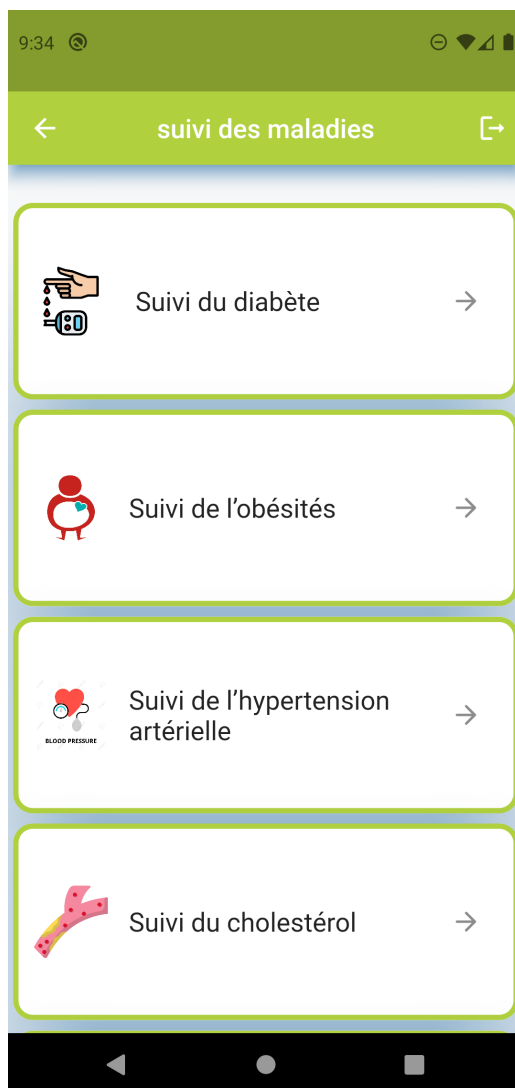 9:34
suivi des maladies
Suivi du diabète
Suivi de l’obésités
Suivi de l’hypertension
artérielle
BLOOD PRESSURE
Suivi du cholestérol